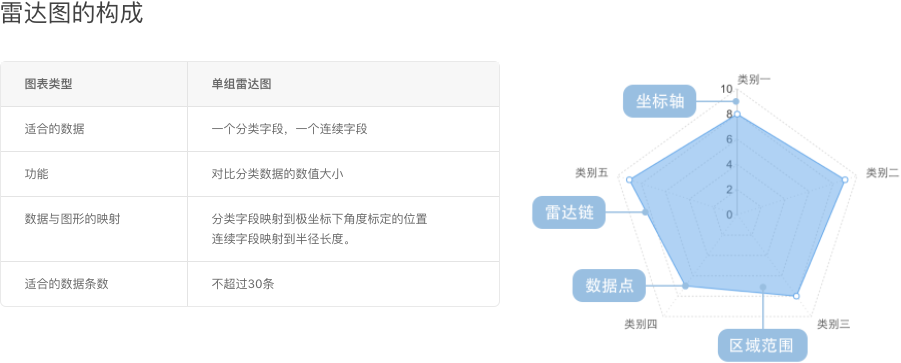 雷达图的构成
图表类型 单组雷达图
适合的数据 一个分类字段，一个连续字段
功能 对比分类数据的数值大小
数据与图形的映射 分类字段映射到极坐标下角度标定的位置
连续字段映射到半径长度。
适合的数据条数 不超过30条
类别一
10
坐标轴
8
6
4
类别五
类别二
2
雷达链
0
数据点
类别四
类别三
区域范围